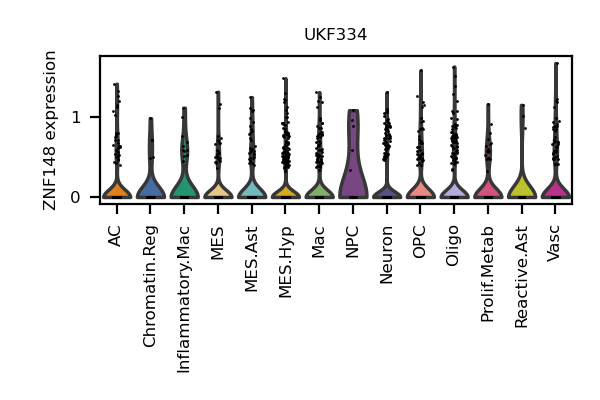 UKF334
ZNF148 expression
1
0
AC
Chromatin.Reg
Inflammatory.Mac
MES
MES.Ast
MES.Hyp
Mac
NPC
Neuron
OPC
Oligo
Prolif.Metab
Reactive.Ast
Vasc